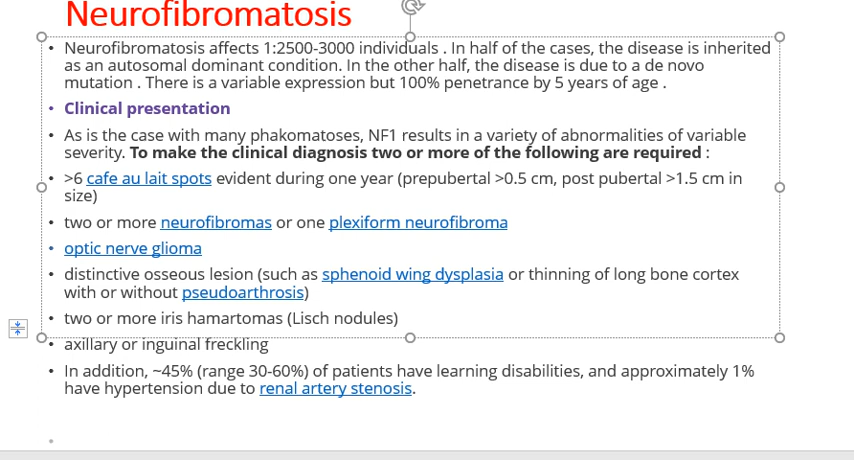 Neurofibromatosis
• Neurofibromatosis affects 1:2500-3000 individuals . In half of the cases, the disease is inherited
as an autosomal dominant condition. In the other half, the disease is due to a de novo
mutation . There is a variable expression but 100% penetrance by 5 years of age .
• Clinical presentation
• As is the case with many phakomatoses, NF1 results in a variety of abnormalities of variable
severity. To make the clinical diagnosis two or more of the following are required :
• >6 cafe au lait spots evident during one year (prepubertal >0.5 cm, post pubertal >1.5 cm in
size)
• two or more neurofibromas or one plexiform neurofibroma
• optic nerve glioma
• distinctive osseous lesion (such as sphenoid wing dysplasia or thinning of long bone cortex
with or without pseudoarthrosis)
• two or more iris hamartomas (Lisch nodules)
• axillary or inguinal freckling
• In addition, ~45% (range 30-60%) of patients have learning disabilities, and approximately 1%
have hypertension due to renal artery stenosis.